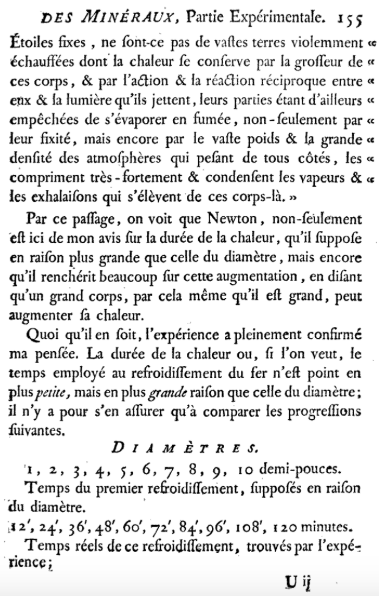 DES MINÉRAUX, Partie Expérimentale. 155
Étoiles fixes, ne ſont-ce pas de vaſtes terres violemment «
échauffées dont la chaleur ſe conſerve par la groſſeur de «
ces corps, & par l'action & la réaction réciproque entre «
eux & la lumière qu'ils jettent, leurs parties étant d'ailleurs «
empêchées de s'évaporer en fumée, non-ſeulement par «
leur fixité, mais encore par le vaſte poids & la grande «
denſité des atmoſphères qui peſant de tous côtés, les «
compriment très-fortement & condenſent les vapeurs & «
les exhalaiſons qui s'élèvent de ces corps-là. »
Par ce paſſage, on voit que Newton, non-ſeulement
eſt ici de mon avis ſur la durée de la chaleur, qu'il ſuppoſe
en raiſon plus grande que celle du diamètre, mais encore
qu'il renchérit beaucoup ſur cette augmentation, en diſant
qu'un grand corps, par cela même qu'il eſt grand, peut
augmenter ſa chaleur.
Quoi qu'il en ſoit, l'expérience a pleinement confirmé
ma penſée. La durée de la chaleur ou, ſi l'on veut, le
temps employé au refroidiſſement du fer n'eſt point en
plus petite, mais en plus grande raiſon que celle du diamètre;
il n'y a pour s'en aſſurer qu'à comparer les progreſſions
ſuivantes.
DIAMÈTRES.
1, 2, 3, 4, 5, 6, 7, 8, 9, 10 demi-pouces.
Temps du premier refroidiſſement, ſuppoſés en raiſon
du diamètre.
12', 24', 36', 48', 60', 72', 84', 96', 108', 120 minutes.
Temps réels de ce refroidiſſement, trouvés par l'expé-
rience;
U ij